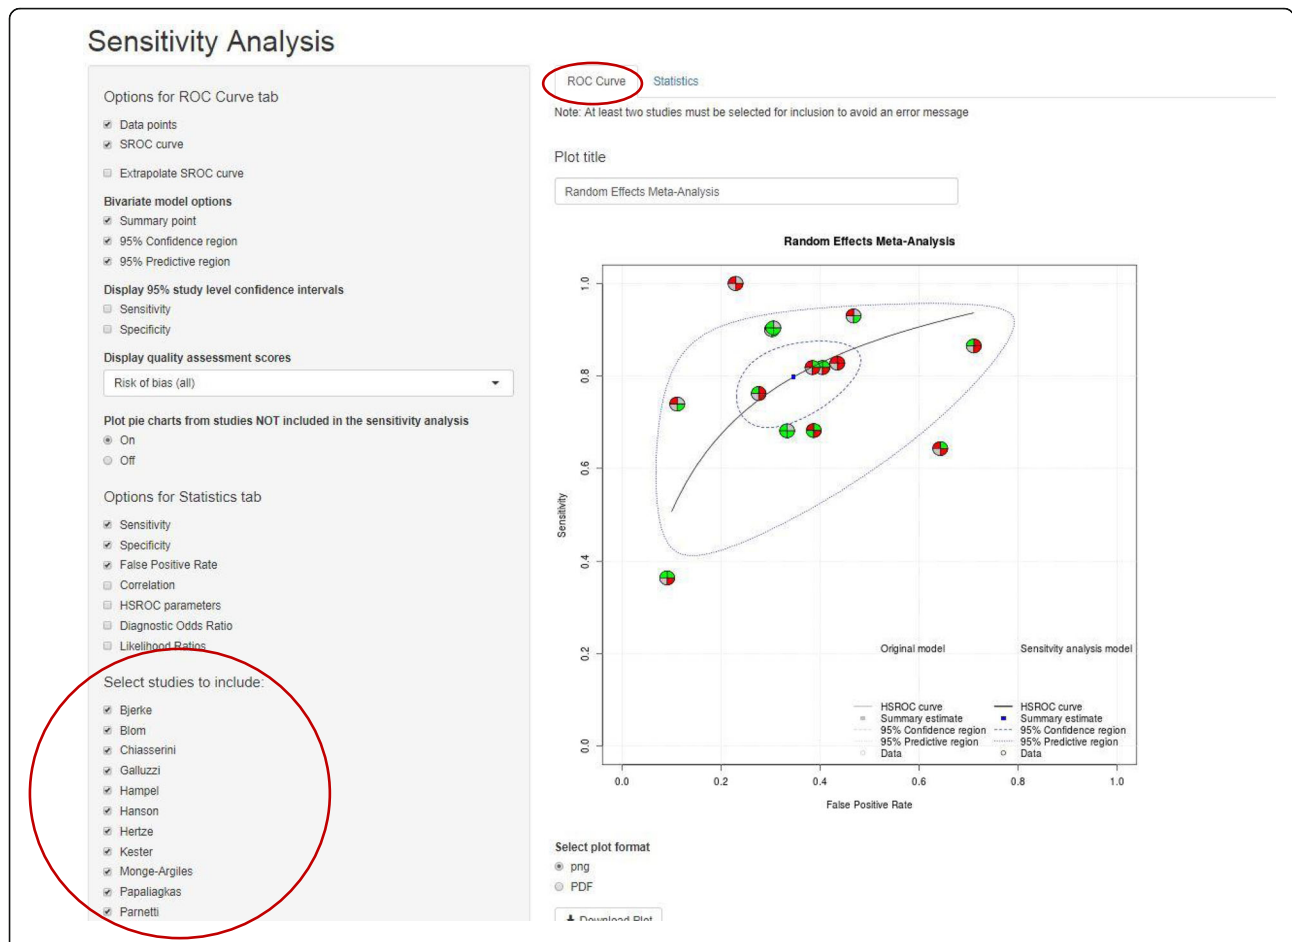 Sensitivity Analysis
Options for ROC Curve tab
Data points
SROC curve
Extrapolate SROC curve
Bivariate model options
Summary point
95% Confidence region
95% Predictive region
Display 95% study level confidence intervals
Sensitivity
Specificity
Display quality assessment scores
Risk of bias (all)
Plot pie charts from studies NOT included in the sensitivity analysis
On
Off
Options for Statistics tab
Sensitivity
Specificity
False Positive Rate
Correlation
HSROC parameters
Diagnostic Odds Ratio
Likelihood Ratios
Select studies to include:
Bjerke
Blom
Chiasserini
Galluzzi
Hampel
Hanson
Hertze
Kester
Monge-Argiles
Papaliagkas
Parnetti
ROC Curve Statistics
Note: At least two studies must be selected for inclusion to avoid an error message
Plot title
Random Effects Meta-Analysis
Random Effects Meta-Analysis
1.0
0.8
0.6
0.4
0.2
0.0
Sensitivity
Original model Sensitvity analysis model
HSROC curve HSROC curve
Summary estimate Summary estimate
95% Confidence region 95% Confidence region
95% Predictive region 95% Predictive region
Data Data
0.0 0.2 0.4 0.6 0.8 1.0
False Positive Rate
Select plot format
png
PDF
Download Plot